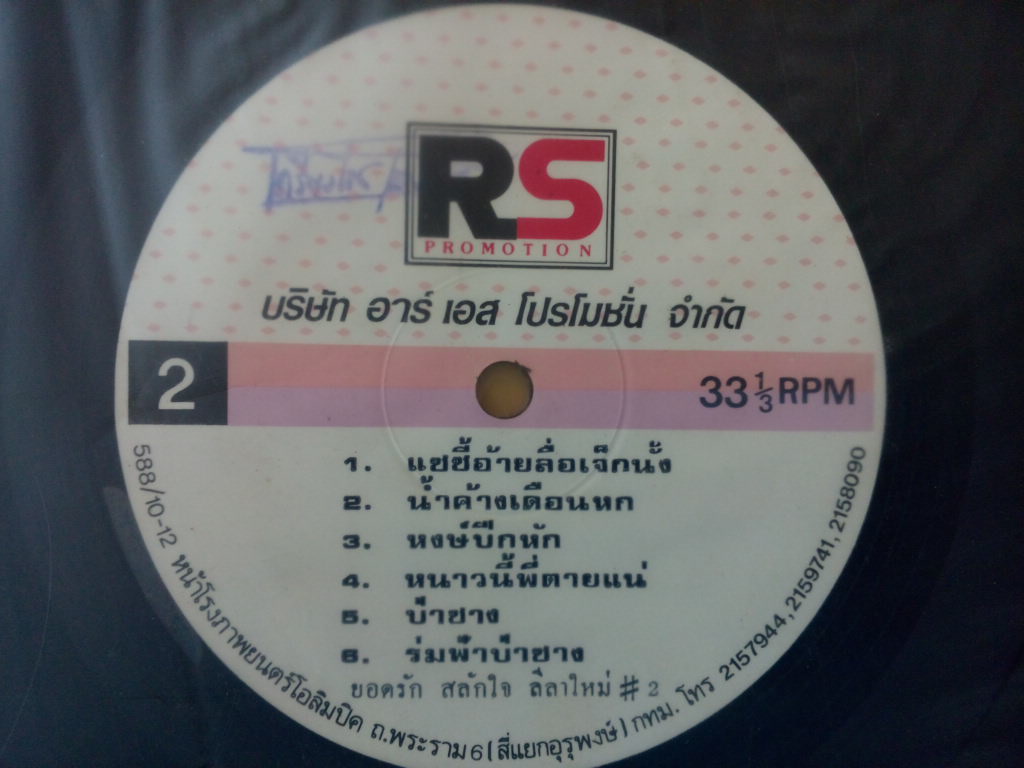 RS
PROMOTION
บริษัท อาร์ เอส โปรโมชั่น จำกัด
2
33 1/3 RPM
1. แซซี้อ้ายลื่อเจ็กนั้ง
2. น้ำค้างเดือนหก
3. หงษ์ปีกหัก
4. หนาวนี้พี่ตายแน่
5. ป่าซาง
6. ร่มฟ้าป่าซาง
ยอดรัก สลักใจ ลีลาใหม่ # 2
588/10-12 หน้าโรงภาพยนตร์โอลิมปิค ถ.พระราม 6 (สี่แยกอุรุพงษ์) กทม. โทร 2157944, 2159741, 2158090